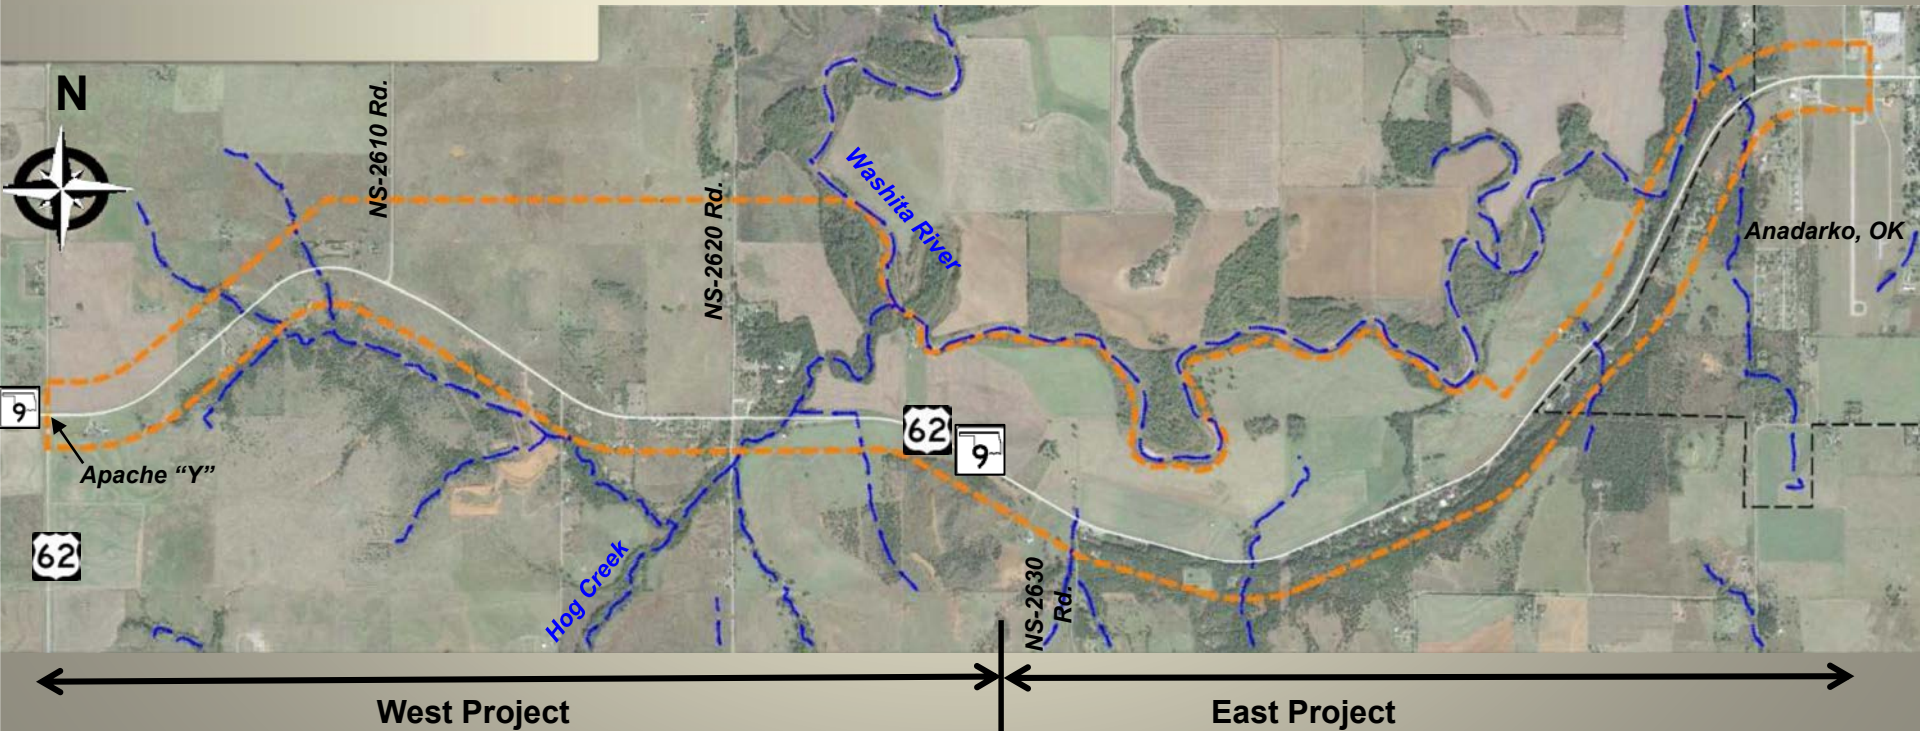 N
NS-2610 Rd.
NS-2620 Rd.
Washita River
Anadarko, OK
9
Apache “Y”
62
62
9
Hog Creek
NS-2630
Rd.
West Project
East Project